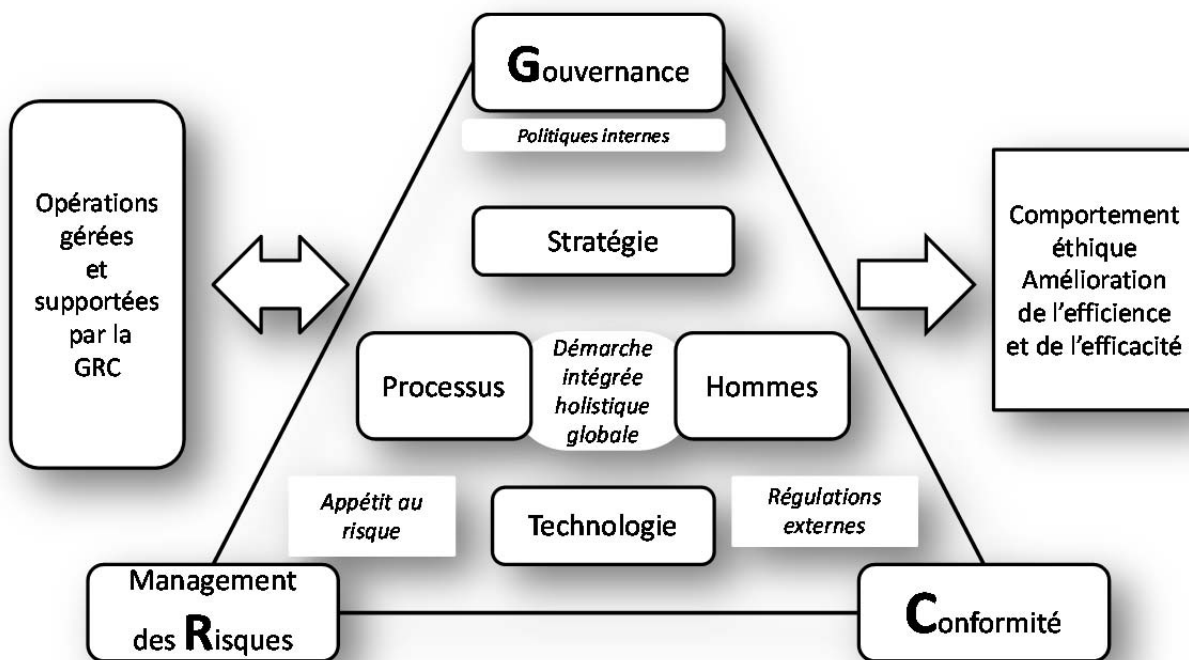 Gouvernance
Politiques internes
Opérations
gérées
et
supportées
par la
GRC
Stratégie
Comportement
éthique
Amélioration
de l’efficience
et de l’efficacité
Processus
Démarche
intégrée
holistique
globale
Hommes
Appétit au
risque
Technologie
Régulations
externes
Management
des Risques
Conformité